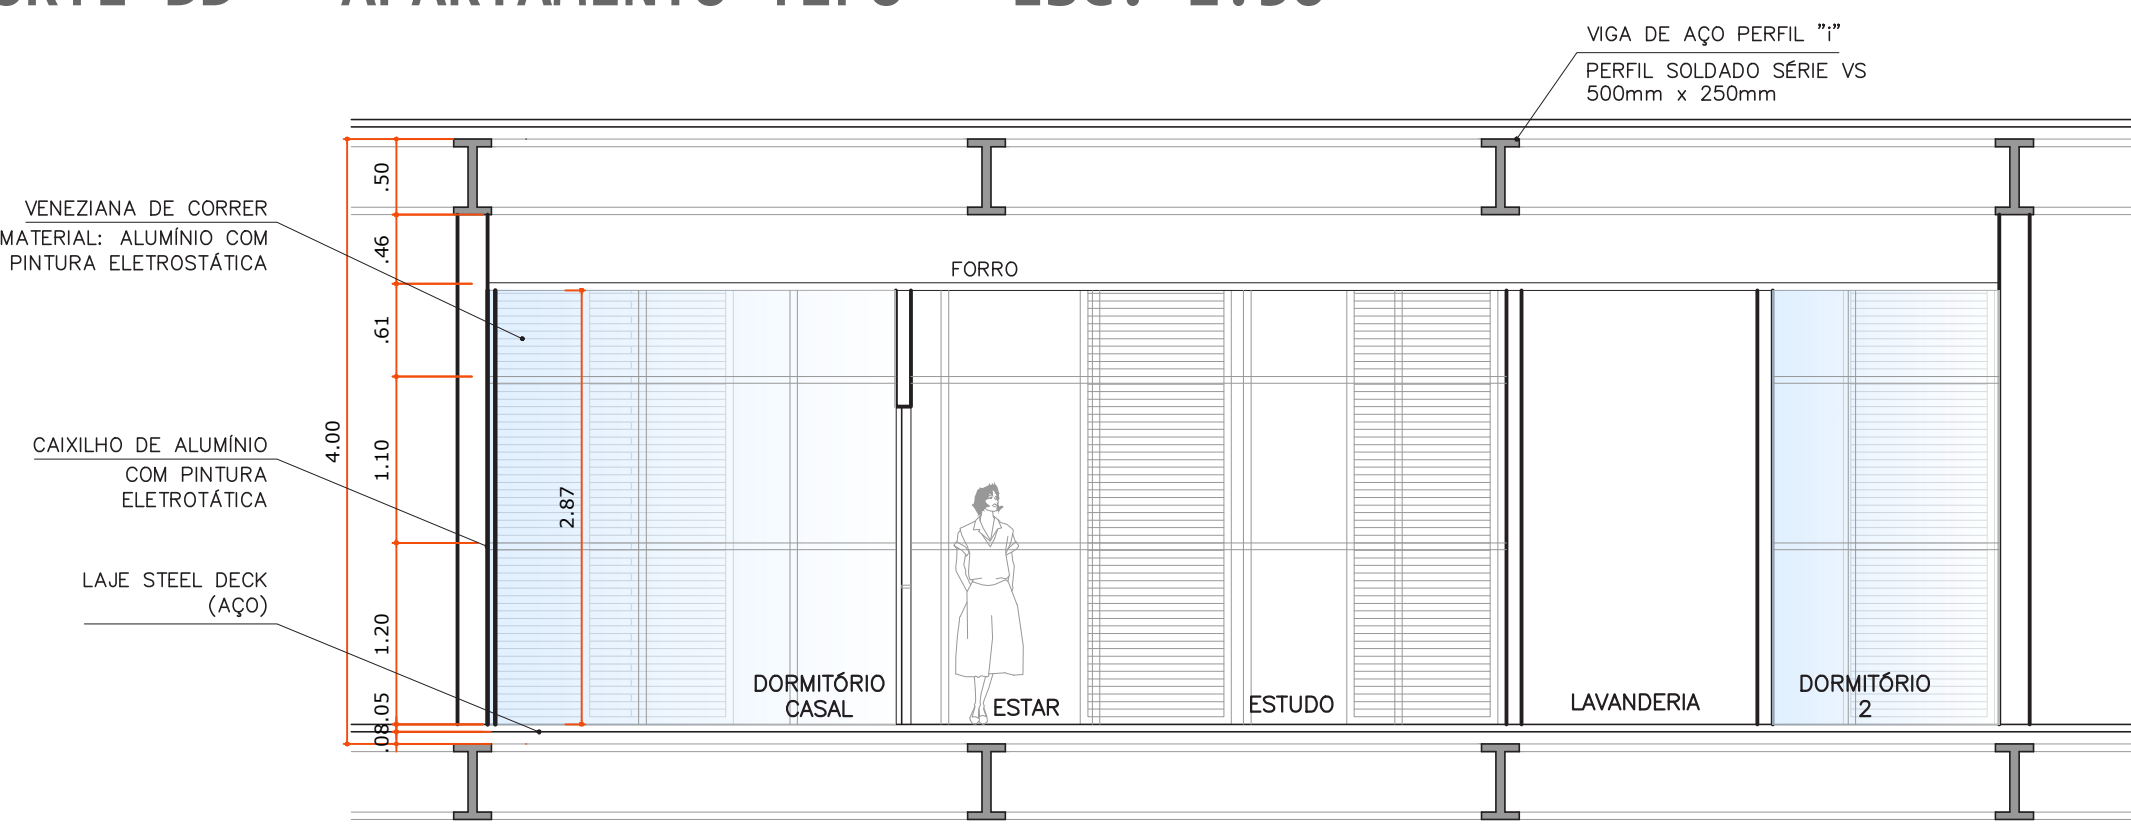 APARTAMENTO TIPO
VIGA DE AÇO PERFIL "i"
PERFIL SOLDADO SÉRIE VS
500mm x 250mm
VENEZIANA DE CORRER
MATERIAL: ALUMÍNIO COM
PINTURA ELETROSTÁTICA
CAIXILHO DE ALUMÍNIO
COM PINTURA
ELETROTÁTICA
LAJE STEEL DECK
(AÇO)
4.00
.50
.46
.61
1.10
1.20
.05
.08
2.87
FORRO
DORMITÓRIO
CASAL
ESTAR
ESTUDO
LAVANDERIA
DORMITÓRIO
2